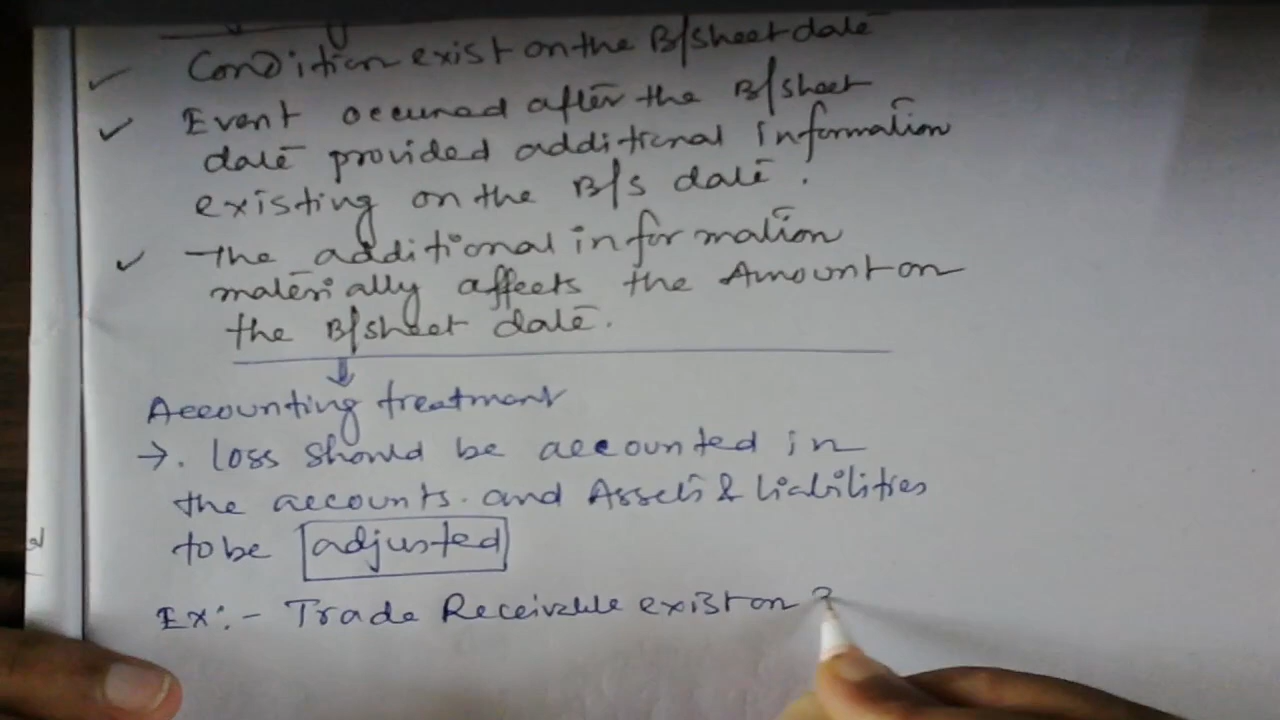 Condition exist on the B/sheet date
Event occured after the B/sheet
date provided additional information
existing on the B/s date.
The additional information
materially affects the Amount on
the B/sheet date.
Accounting treatment
→. loss should be accounted in
the accounts. and Assets & liabilities
to be adjusted
Ex:- Trade Receivable exist on